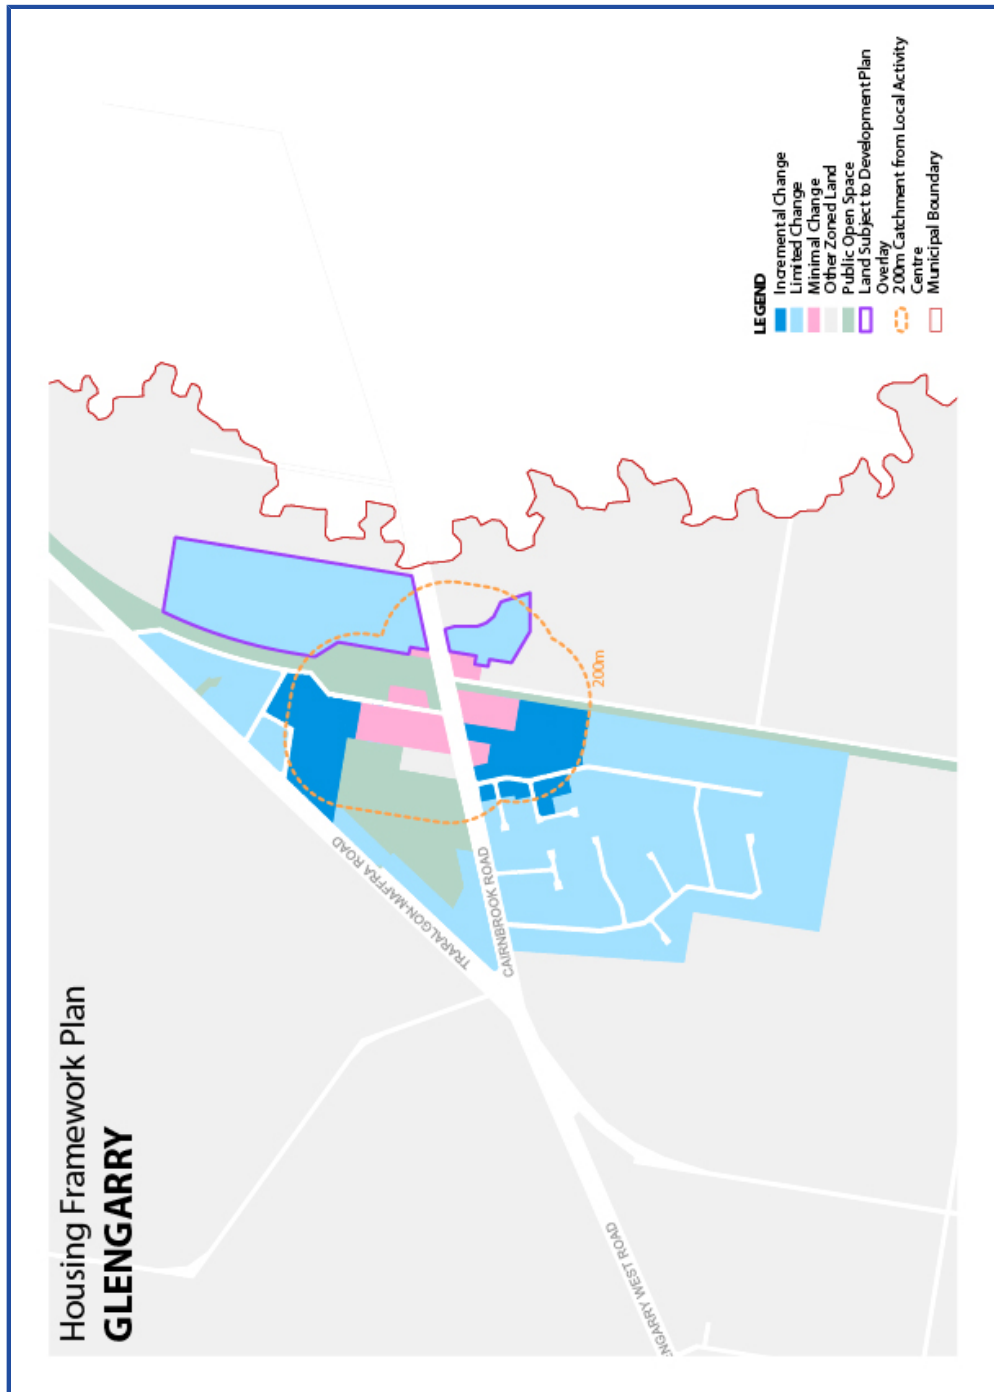 Housing Framework Plan
GLENGARRY
TRARALGON-MAFFRA ROAD
CAIRNBROOK ROAD
ENGARRY WEST ROAD
200m
LEGEND
Incremental Change
Limited Change
Minimal Change
Other Zoned Land
Public Open Space
Land Subject to Development Plan
Overlay
200m Catchment from Local Activity
Centre
Municipal Boundary